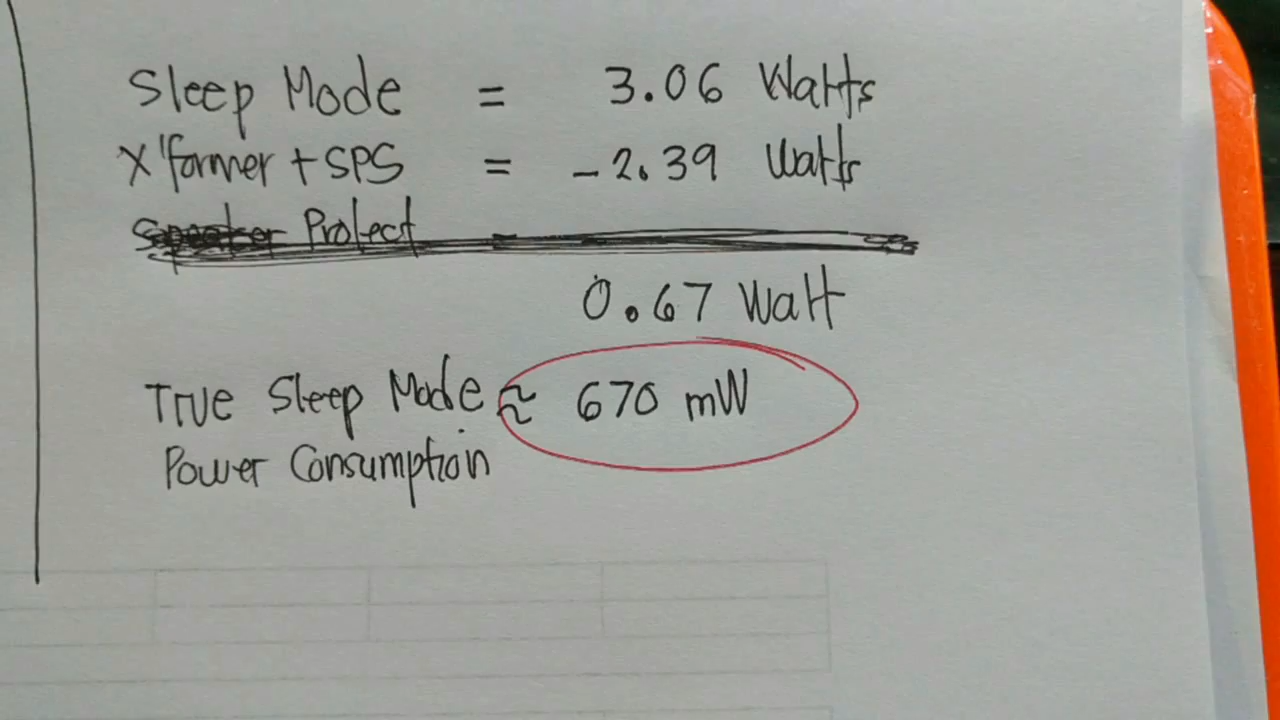 Sleep Mode = 3.06 Watts
X'former + SPS = -2.39 Watts
Speaker Protect
0.67 Watt
True Sleep Mode ≈ 670 mW
Power Consumption